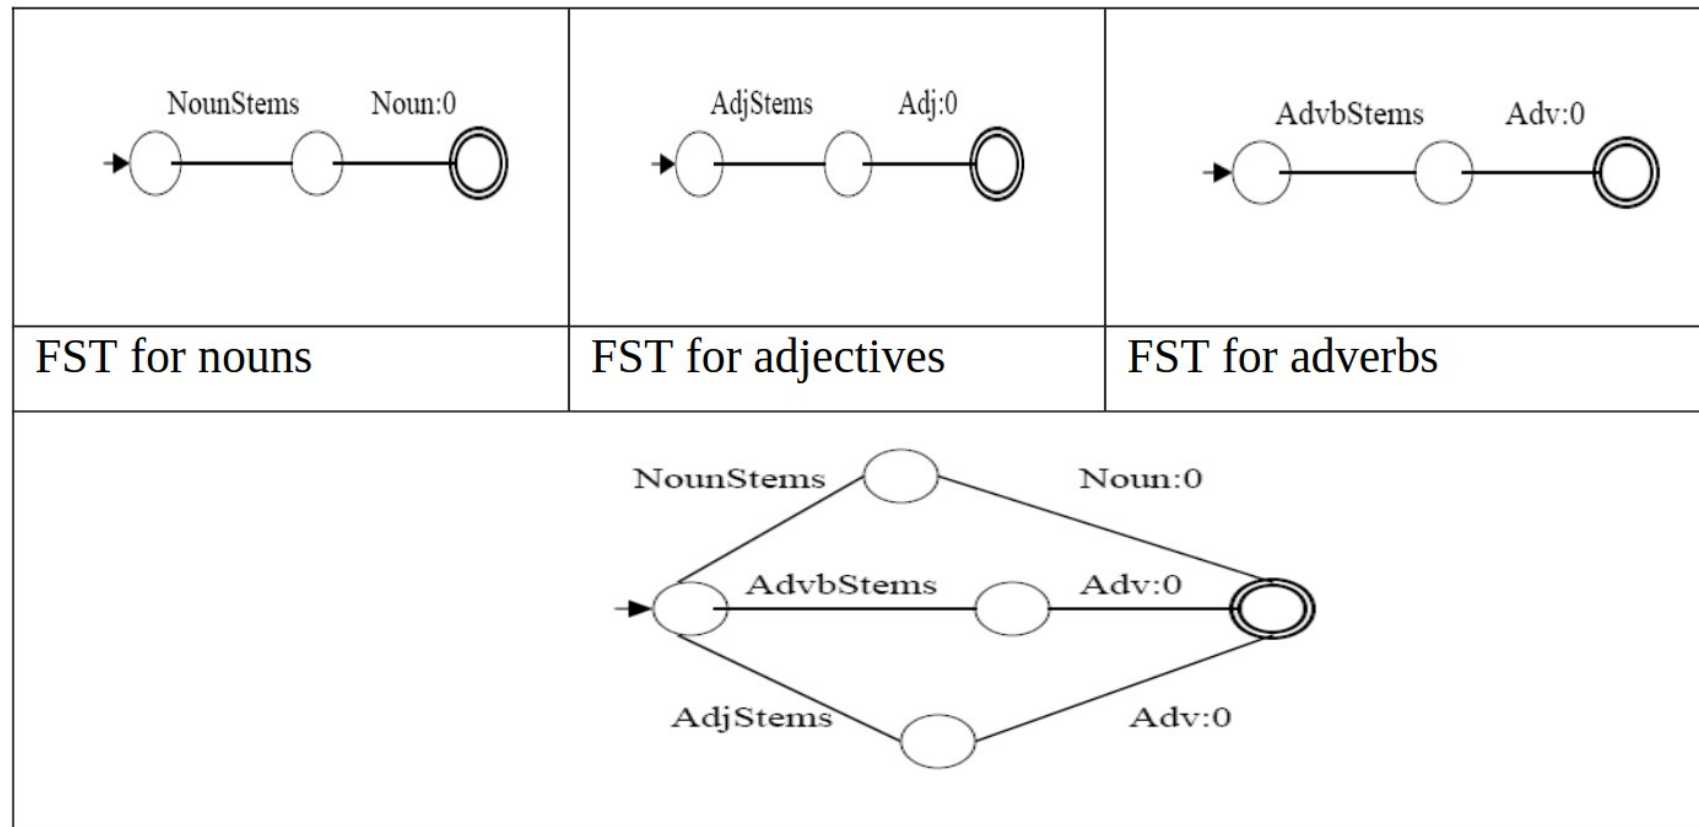 NounStems Noun:0
AdjStems Adj:0
AdvbStems Adv:0
FST for nouns
FST for adjectives
FST for adverbs
NounStems Noun:0
AdvbStems Adv:0
AdjStems Adv:0